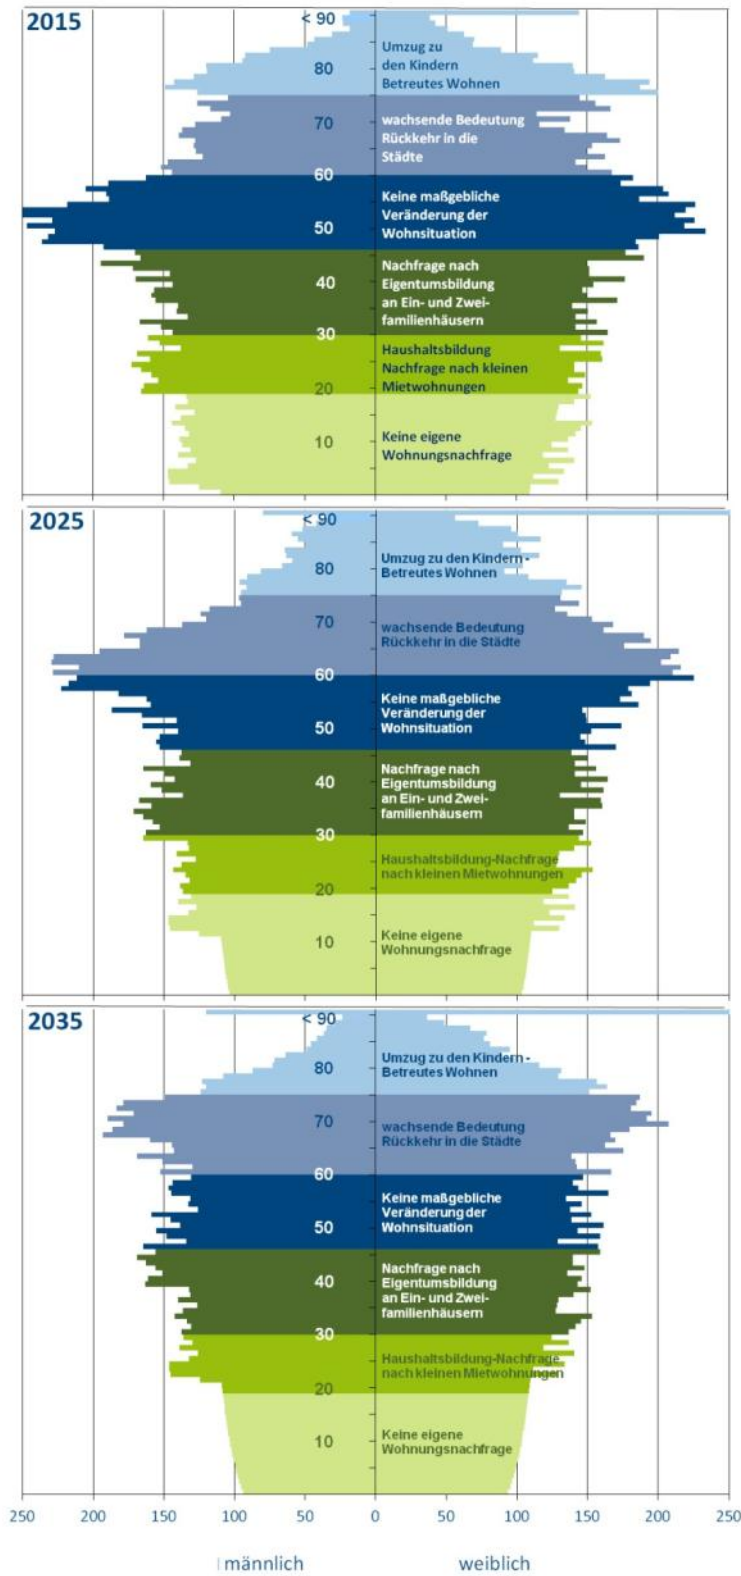 2015
< 90
80
70
60
50
40
30
20
10
Umzug zu
den Kindern
Betreutes Wohnen
wachsende Bedeutung
Rückkehr in die
Städte
Keine maßgebliche
Veränderung der
Wohnsituation
Nachfrage nach
Eigentumsbildung
an Ein- und Zwei-
familienhäusern
Haushaltsbildung
Nachfrage nach kleinen
Mietwohnungen
Keine eigene
Wohnungsnachfrage
2025
< 90
80
70
60
50
40
30
20
10
Umzug zu den Kindern -
Betreutes Wohnen
wachsende Bedeutung
Rückkehr in die Städte
Keine maßgebliche
Veränderung der
Wohnsituation
Nachfrage nach
Eigentumsbildung
an Ein- und Zwei-
familienhäusern
Haushaltsbildung-Nachfrage
nach kleinen Mietwohnungen
Keine eigene
Wohnungsnachfrage
2035
< 90
80
70
60
50
40
30
20
10
Umzug zu den Kindern -
Betreutes Wohnen
wachsende Bedeutung
Rückkehr in die Städte
Keine maßgebliche
Veränderung der
Wohnsituation
Nachfrage nach
Eigentumsbildung
an Ein- und Zwei-
familienhäusern
Haushaltsbildung-Nachfrage
nach kleinen Mietwohnungen
Keine eigene
Wohnungsnachfrage
250 200 150 100 50 0 50 100 150 200 250
männlich weiblich